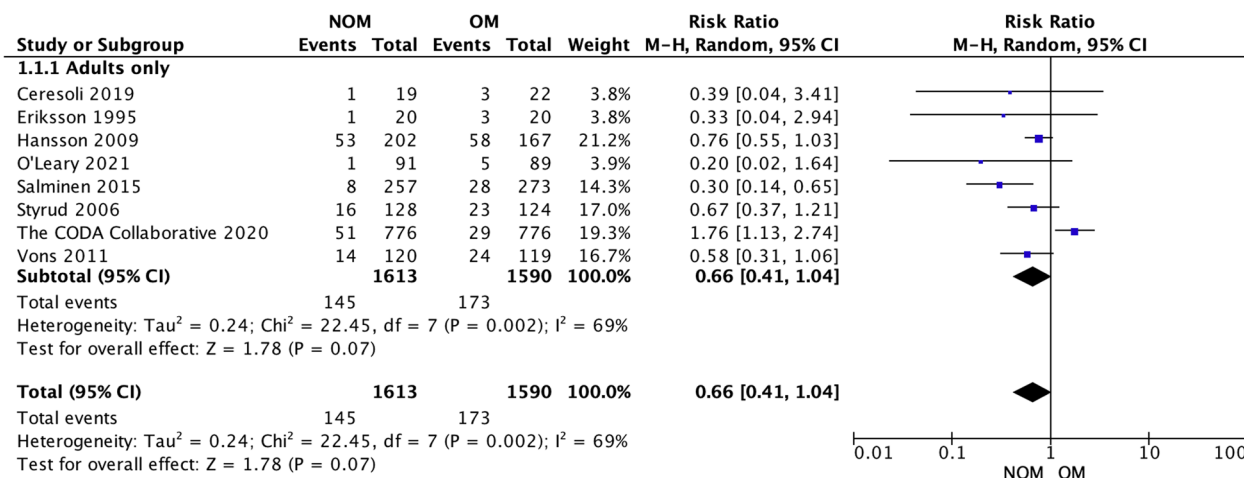 NOM OM Risk Ratio Risk Ratio
Study or Subgroup Events Total Events Total Weight M-H, Random, 95% CI M-H, Random, 95% CI
1.1.1 Adults only
Ceresoli 2019 1 19 3 22 3.8% 0.39 [0.04, 3.41]
Eriksson 1995 1 20 3 20 3.8% 0.33 [0.04, 2.94]
Hansson 2009 53 202 58 167 21.2% 0.76 [0.55, 1.03]
O'Leary 2021 1 91 5 89 3.9% 0.20 [0.02, 1.64]
Salminen 2015 8 257 28 273 14.3% 0.30 [0.14, 0.65]
Styrud 2006 16 128 23 124 17.0% 0.67 [0.37, 1.21]
The CODA Collaborative 2020 51 776 29 776 19.3% 1.76 [1.13, 2.74]
Vons 2011 14 120 24 119 16.7% 0.58 [0.31, 1.06]
Subtotal (95% CI) 1613 1590 100.0% 0.66 [0.41, 1.04]
Total events 145 173
Heterogeneity: Tau² = 0.24; Chi² = 22.45, df = 7 (P = 0.002); I² = 69%
Test for overall effect: Z = 1.78 (P = 0.07)
Total (95% CI) 1613 1590 100.0% 0.66 [0.41, 1.04]
Total events 145 173
Heterogeneity: Tau² = 0.24; Chi² = 22.45, df = 7 (P = 0.002); I² = 69%
Test for overall effect: Z = 1.78 (P = 0.07)
0.01 0.1 1 10 100
NOM OM